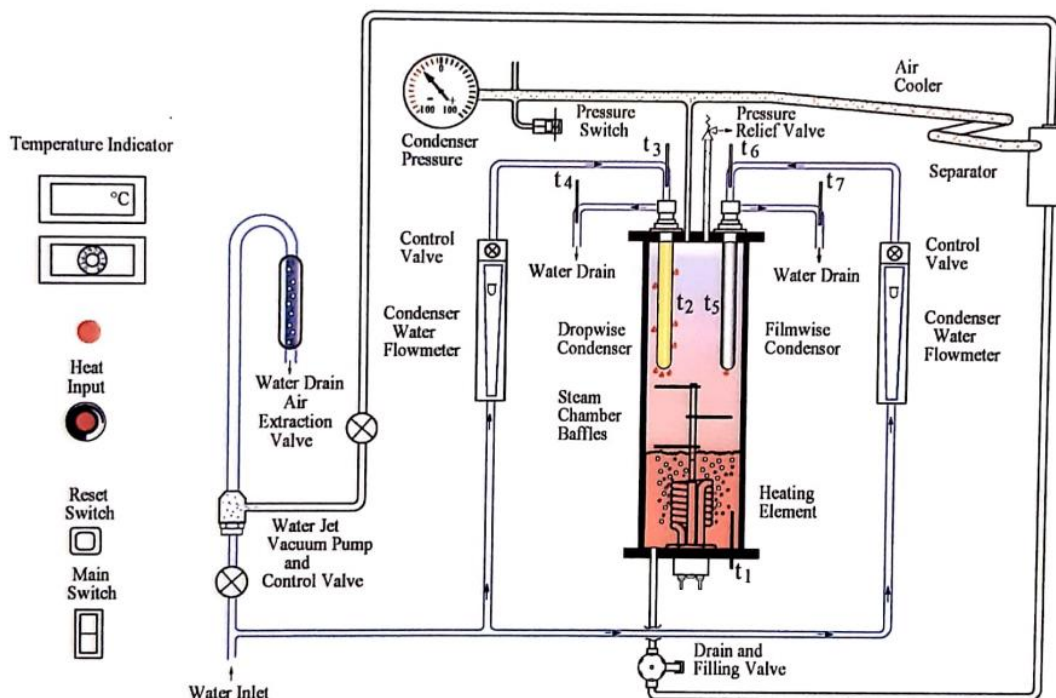 Temperature Indicator
°C
Heat
Input
Reset
Switch
Main
Switch
Water Inlet
Water Drain
Air
Extraction
Valve
Water Jet
Vacuum Pump
and
Control Valve
0
-100 100
- +
Condenser
Pressure
Pressure
Switch
Pressure
Relief Valve
Air
Cooler
Separator
t3
t4
t6
t7
Control
Valve
Condenser
Water
Flowmeter
Water Drain
Water Drain
Control
Valve
Condenser
Water
Flowmeter
t2
t5
Dropwise
Condenser
Filmwise
Condensor
Steam
Chamber
Baffles
Heating
Element
t1
Drain and
Filling Valve